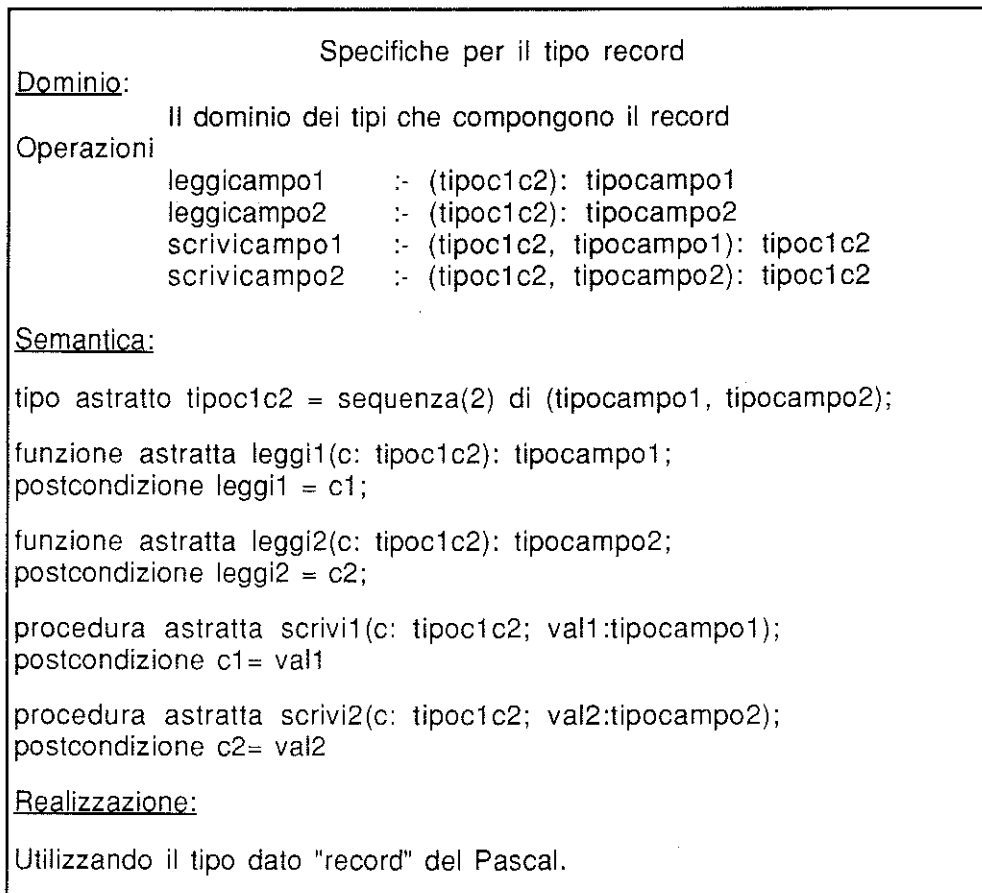 Specifiche per il tipo record
Dominio:
Il dominio dei tipi che compongono il record
Operazioni
leggicampo1 :- (tipoc1c2): tipocampo1
leggicampo2 :- (tipoc1c2): tipocampo2
scrivicampo1 :- (tipoc1c2, tipocampo1): tipoc1c2
scrivicampo2 :- (tipoc1c2, tipocampo2): tipoc1c2
Semantica:
tipo astratto tipoc1c2 = sequenza(2) di (tipocampo1, tipocampo2);
funzione astratta leggi1(c: tipoc1c2): tipocampo1;
postcondizione leggi1 = c1;
funzione astratta leggi2(c: tipoc1c2): tipocampo2;
postcondizione leggi2 = c2;
procedura astratta scrivi1(c: tipoc1c2; val1:tipocampo1);
postcondizione c1= val1
procedura astratta scrivi2(c: tipoc1c2; val2:tipocampo2);
postcondizione c2= val2
Realizzazione:
Utilizzando il tipo dato "record" del Pascal.